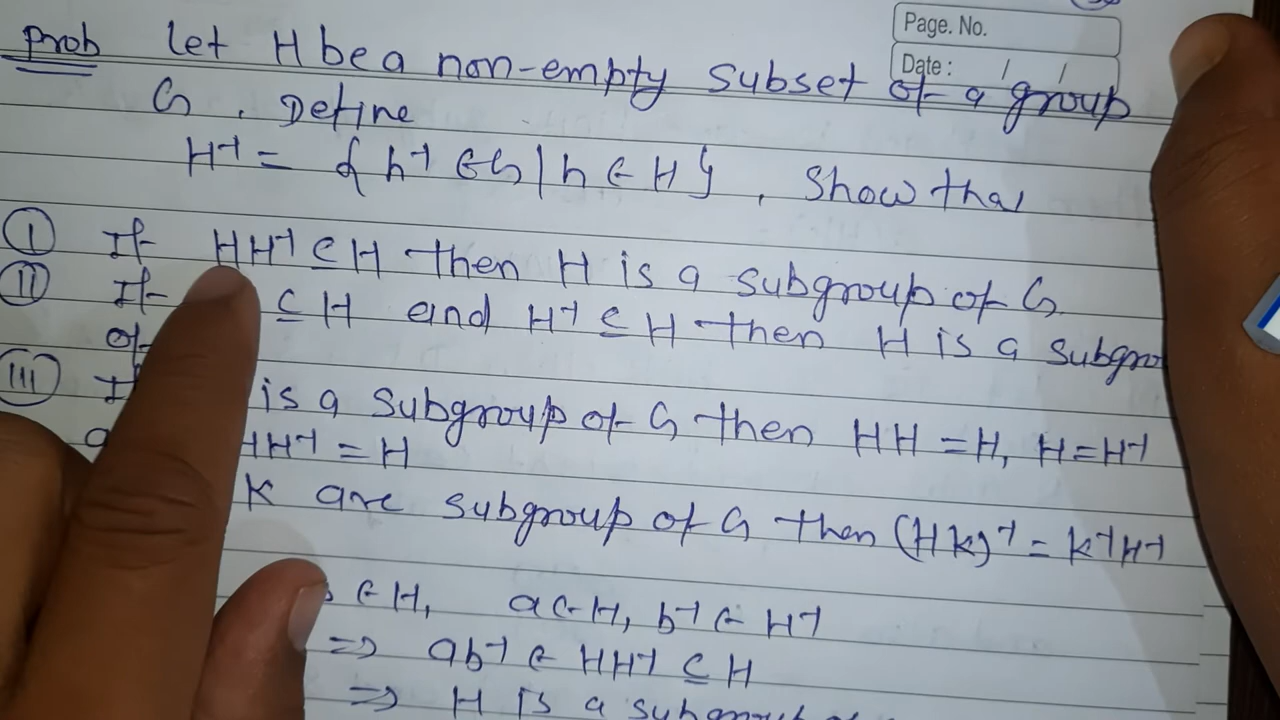 Page. No.
Date : / /
Prob Let H be a non-empty subset of a group
G . Define
H⁻¹ = { h⁻¹ ∈ G | h ∈ H } , Show that
(I) If HH⁻¹ ⊆ H then H is a subgroup of G
(II) If ⊆ H and H⁻¹ ⊆ H then H is a subgro
of
(III) is a subgroup of G then HH = H, H = H⁻¹
HH⁻¹ = H
K are subgroup of G then (HK)⁻¹ = K⁻¹H⁻¹
∈ H, a ∈ H, b⁻¹ ∈ H⁻¹
⇒ ab⁻¹ ∈ HH⁻¹ ⊆ H
⇒ H is a